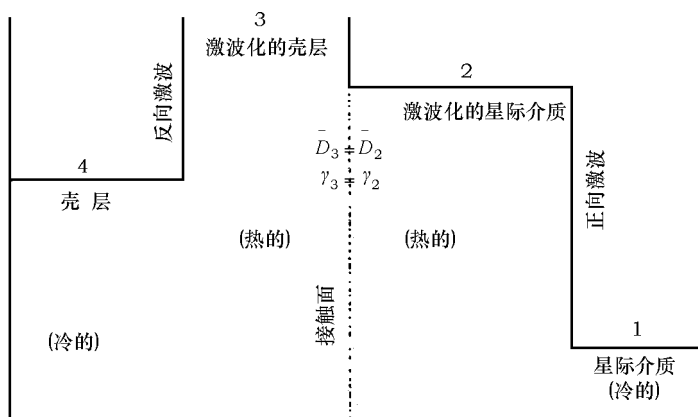 3
激波化的壳层
2
激波化的星际介质
反向激波
4
壳 层
D̄₃ = D̄₂
γ₃ = γ₂
正向激波
(热的)
(热的)
接触面
(冷的)
1
星际介质
(冷的)